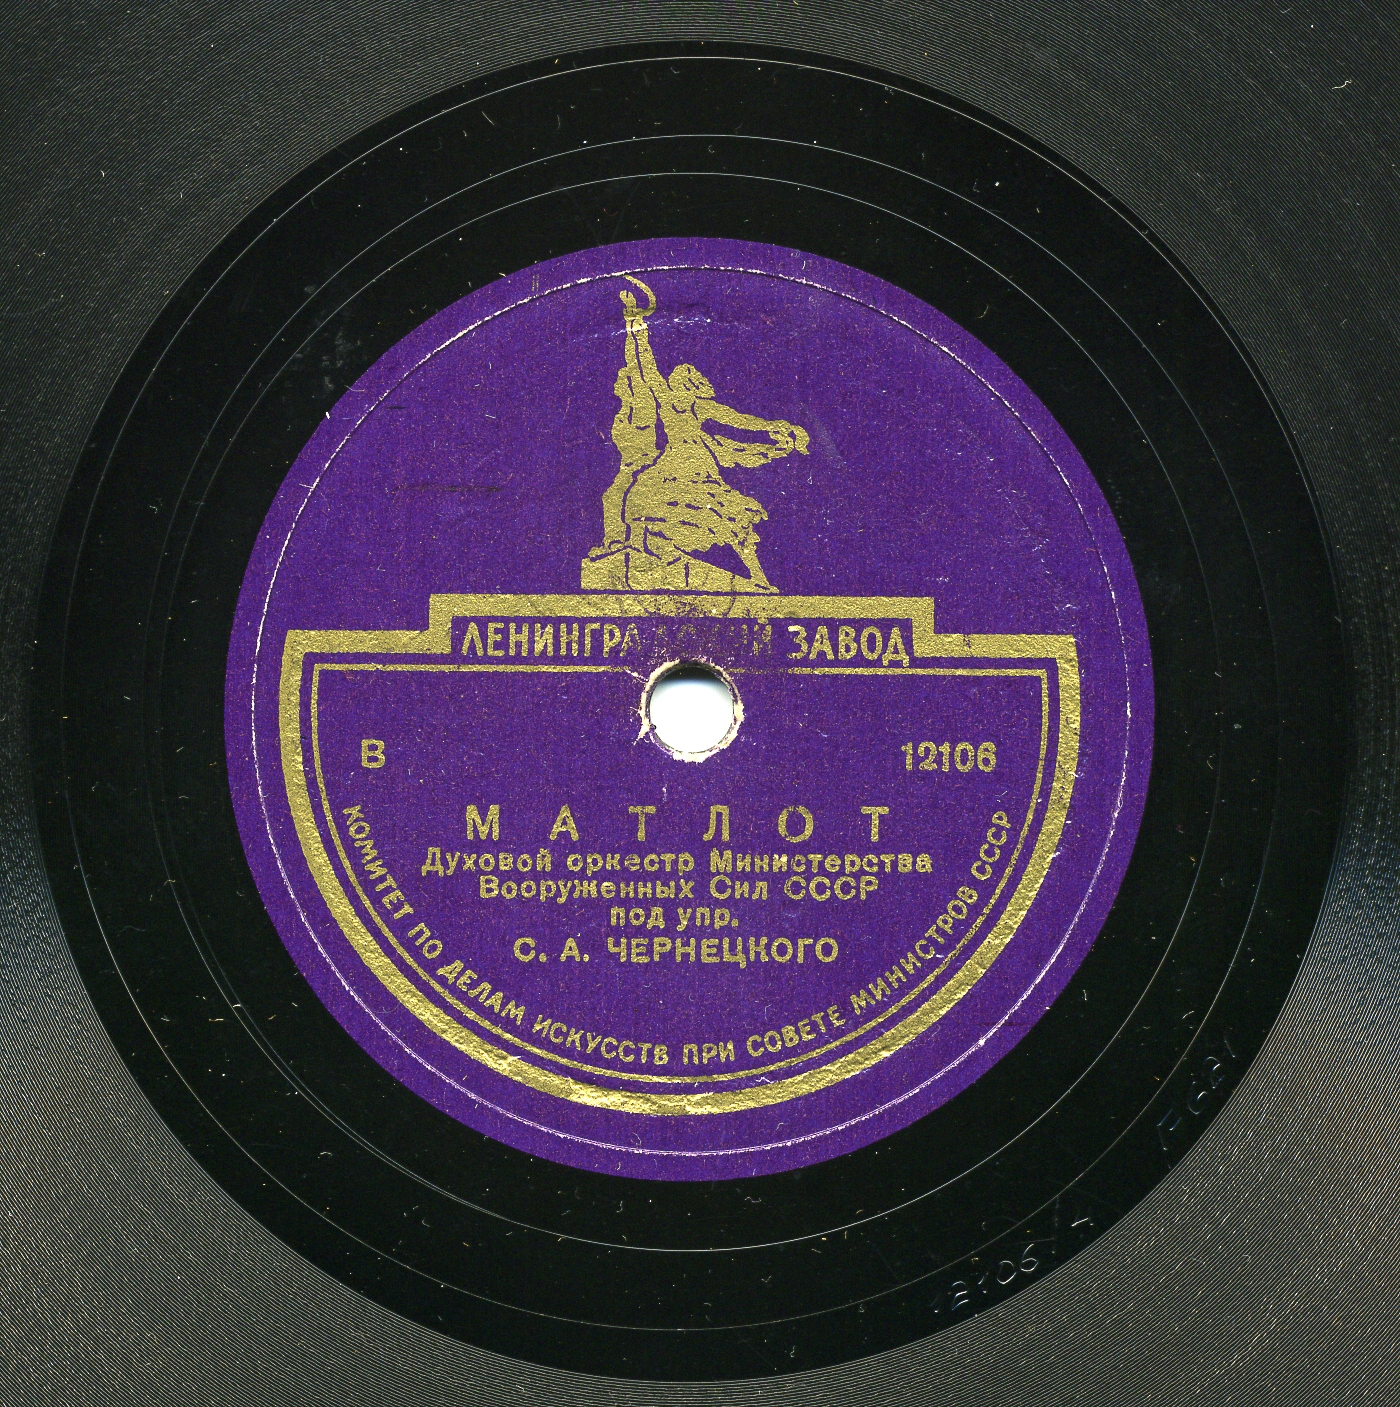 ЛЕНИНГРАДСКИЙ ЗАВОД
В 12106
МАТЛОТ
Духовой оркестр Министерства
Вооруженных Сил СССР
под упр.
С. А. ЧЕРНЕЦКОГО
КОМИТЕТ ПО ДЕЛАМ ИСКУССТВ ПРИ СОВЕТЕ МИНИСТРОВ СССР